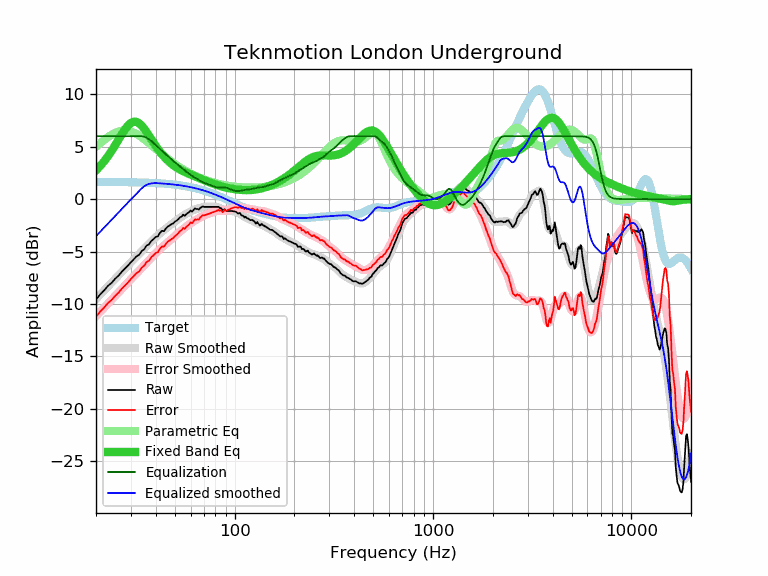 Teknmotion London Underground
10
5
0
−5
−10
−15
−20
−25
Amplitude (dBr)
Target
Raw Smoothed
Error Smoothed
Raw
Error
Parametric Eq
Fixed Band Eq
Equalization
Equalized smoothed
100
1000
10000
Frequency (Hz)